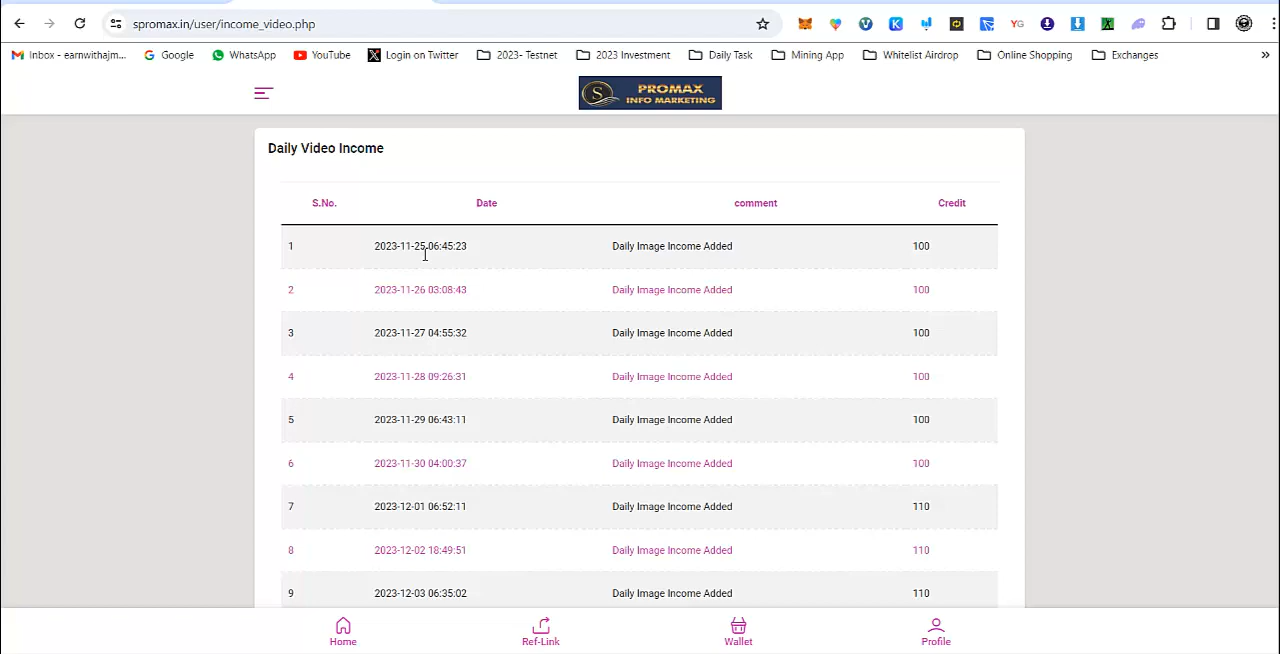 spromax.in/user/income_video.php
YG
Inbox - earnwithajm...
Google
WhatsApp
YouTube
Login on Twitter
2023- Testnet
2023 Investment
Daily Task
Mining App
Whitelist Airdrop
Online Shopping
Exchanges
»
S PROMAX
INFO MARKETING
Daily Video Income
S.No. Date comment Credit
1 2023-11-25 06:45:23 Daily Image Income Added 100
2 2023-11-26 03:08:43 Daily Image Income Added 100
3 2023-11-27 04:55:32 Daily Image Income Added 100
4 2023-11-28 09:26:31 Daily Image Income Added 100
5 2023-11-29 06:43:11 Daily Image Income Added 100
6 2023-11-30 04:00:37 Daily Image Income Added 100
7 2023-12-01 06:52:11 Daily Image Income Added 110
8 2023-12-02 18:49:51 Daily Image Income Added 110
9 2023-12-03 06:35:02 Daily Image Income Added 110
Home Ref-Link Wallet Profile